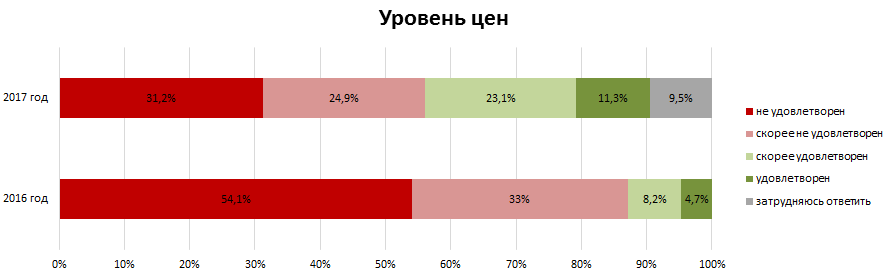 Уровень цен
2017 год
31,2%
24,9%
23,1%
11,3%
9,5%
2016 год
54,1%
33%
8,2%
4,7%
0%
10%
20%
30%
40%
50%
60%
70%
80%
90%
100%
не удовлетворен
скорее не удовлетворен
скорее удовлетворен
удовлетворен
затрудняюсь ответить